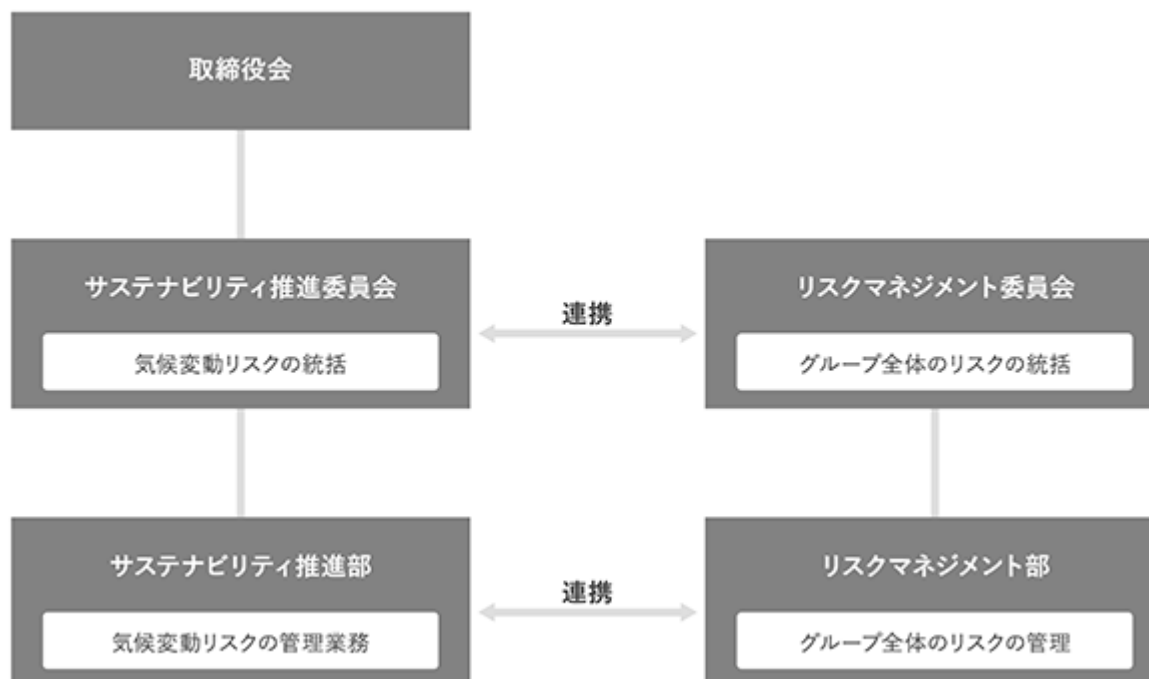 取締役会
サステナビリティ推進委員会
気候変動リスクの統括
連携
リスクマネジメント委員会
グループ全体のリスクの統括
サステナビリティ推進部
気候変動リスクの管理業務
連携
リスクマネジメント部
グループ全体のリスクの管理